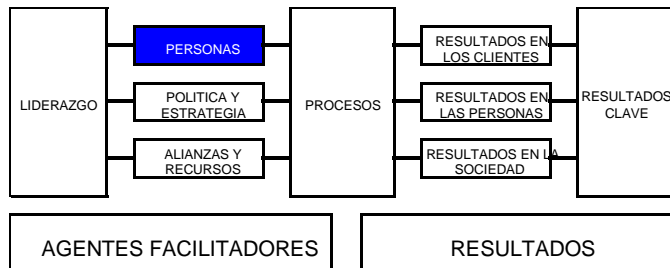 LIDERAZGO
PERSONAS
POLITICA Y
ESTRATEGIA
ALIANZAS Y
RECURSOS
PROCESOS
RESULTADOS EN
LOS CLIENTES
RESULTADOS EN
LAS PERSONAS
RESULTADOS EN LA
SOCIEDAD
RESULTADOS
CLAVE
AGENTES FACILITADORES
RESULTADOS